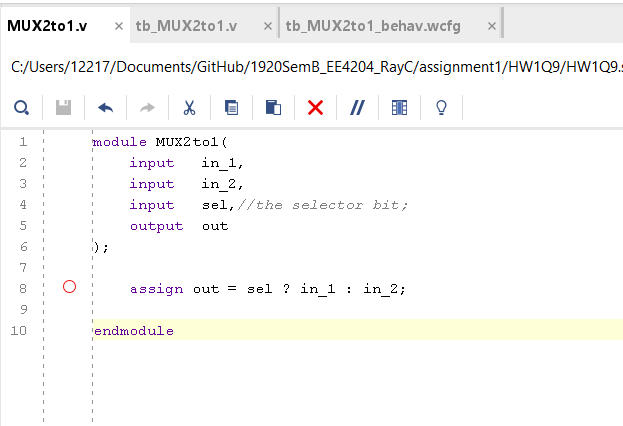 MUX2to1.v × tb_MUX2to1.v × tb_MUX2to1_behav.wcfg ×
C:/Users/12217/Documents/GitHub/1920SemB_EE4204_RayC/assignment1/HW1Q9/HW1Q9.s
1 module MUX2to1(
2 input in_1,
3 input in_2,
4 input sel,//the selector bit;
5 output out
6 );
7
8 assign out = sel ? in_1 : in_2;
9
10 endmodule